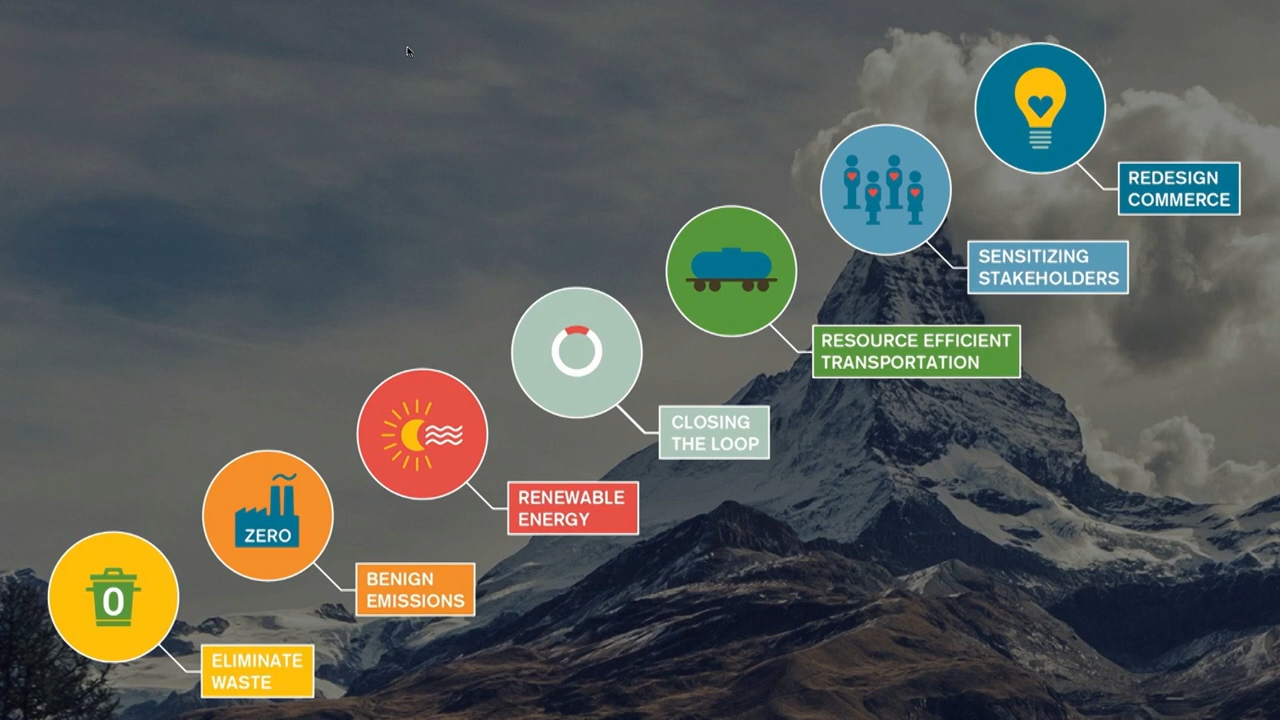 REDESIGN
COMMERCE
SENSITIZING
STAKEHOLDERS
RESOURCE EFFICIENT
TRANSPORTATION
CLOSING
THE LOOP
RENEWABLE
ENERGY
ZERO
BENIGN
EMISSIONS
0
ELIMINATE
WASTE